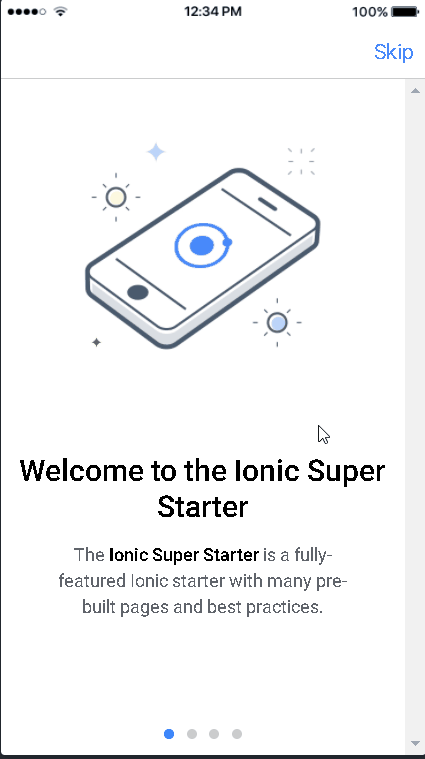 12:34 PM 100%
Skip
Welcome to the Ionic Super
Starter
The Ionic Super Starter is a fully-
featured Ionic starter with many pre-
built pages and best practices.